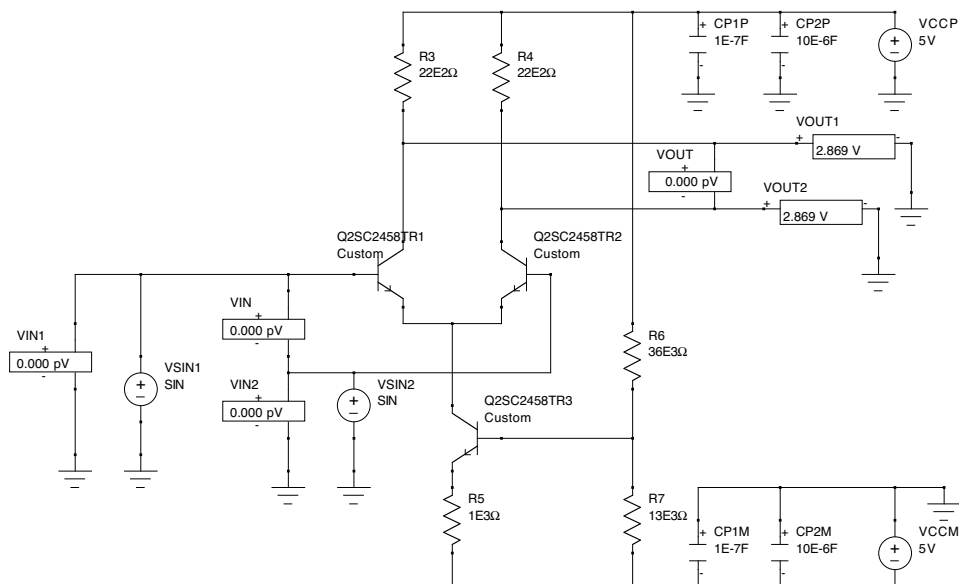 CP1P
1E-7F
CP2P
10E-6F
VCCP
5V
R3
22E2Ω
R4
22E2Ω
VOUT1
2.869 V
VOUT
0.000 pV
VOUT2
2.869 V
Q2SC2458TR1
Custom
Q2SC2458TR2
Custom
VIN
0.000 pV
VIN1
0.000 pV
VSIN1
SIN
VIN2
0.000 pV
VSIN2
SIN
R6
36E3Ω
Q2SC2458TR3
Custom
R5
1E3Ω
R7
13E3Ω
CP1M
1E-7F
CP2M
10E-6F
VCCM
5V